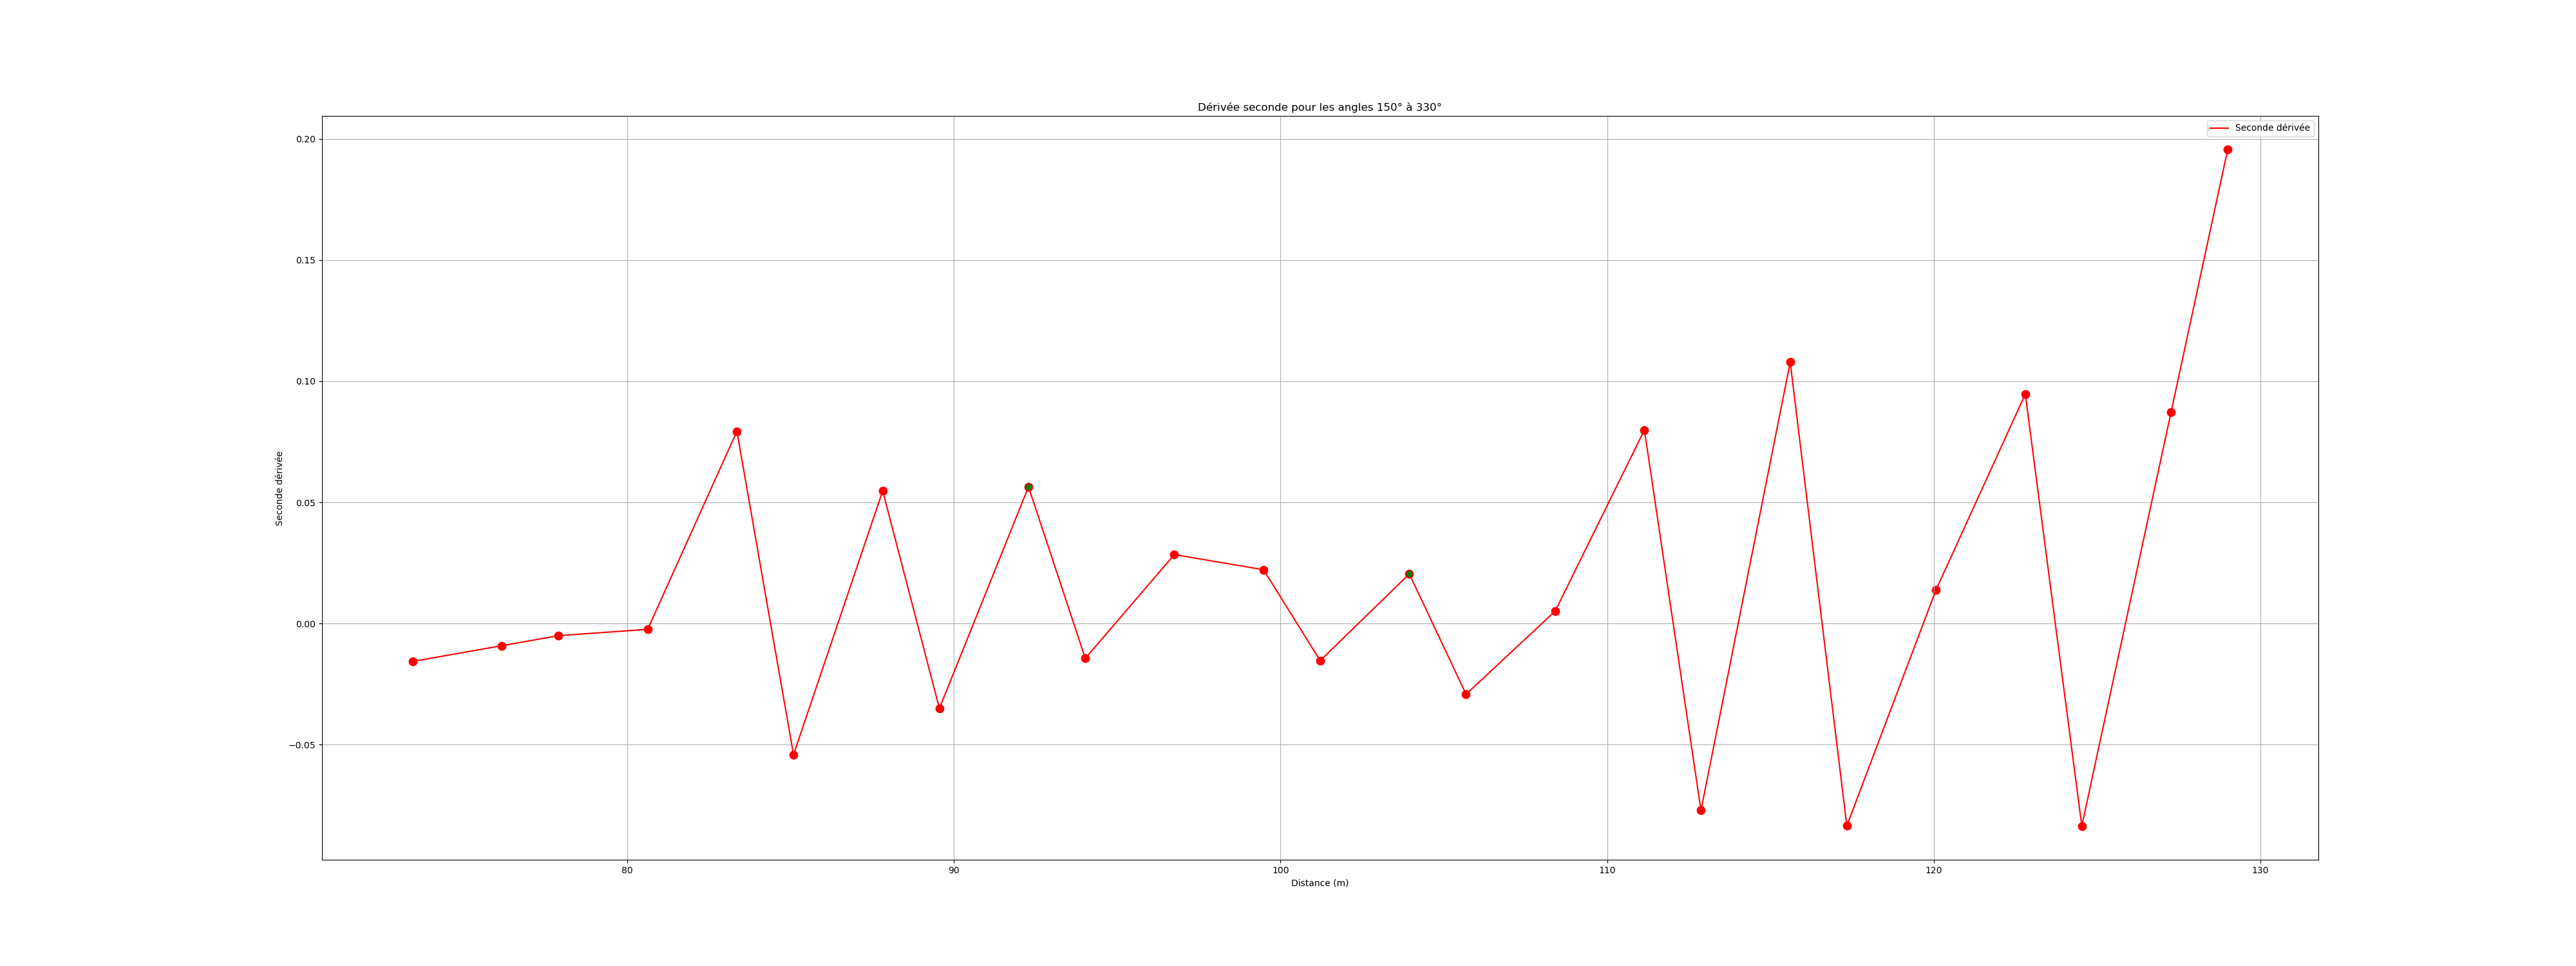 Dérivée seconde pour les angles 150° à 330°
Seconde dérivée
0.20
0.15
0.10
0.05
0.00
−0.05
Seconde dérivée
80 90 100 110 120 130
Distance (m)